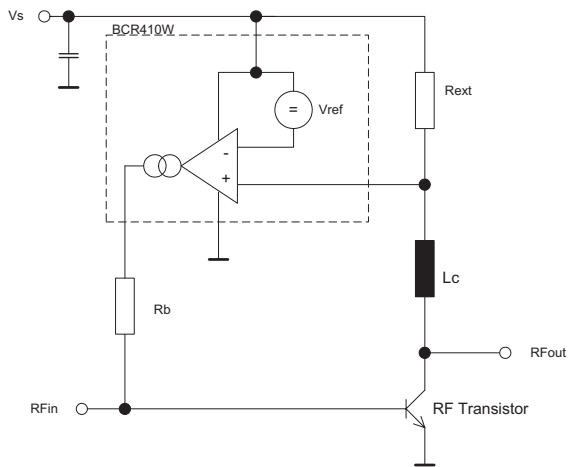 Vs
BCR410W
Rext
=
Vref
-
+
Rb
Lc
RFout
RFin
RF Transistor